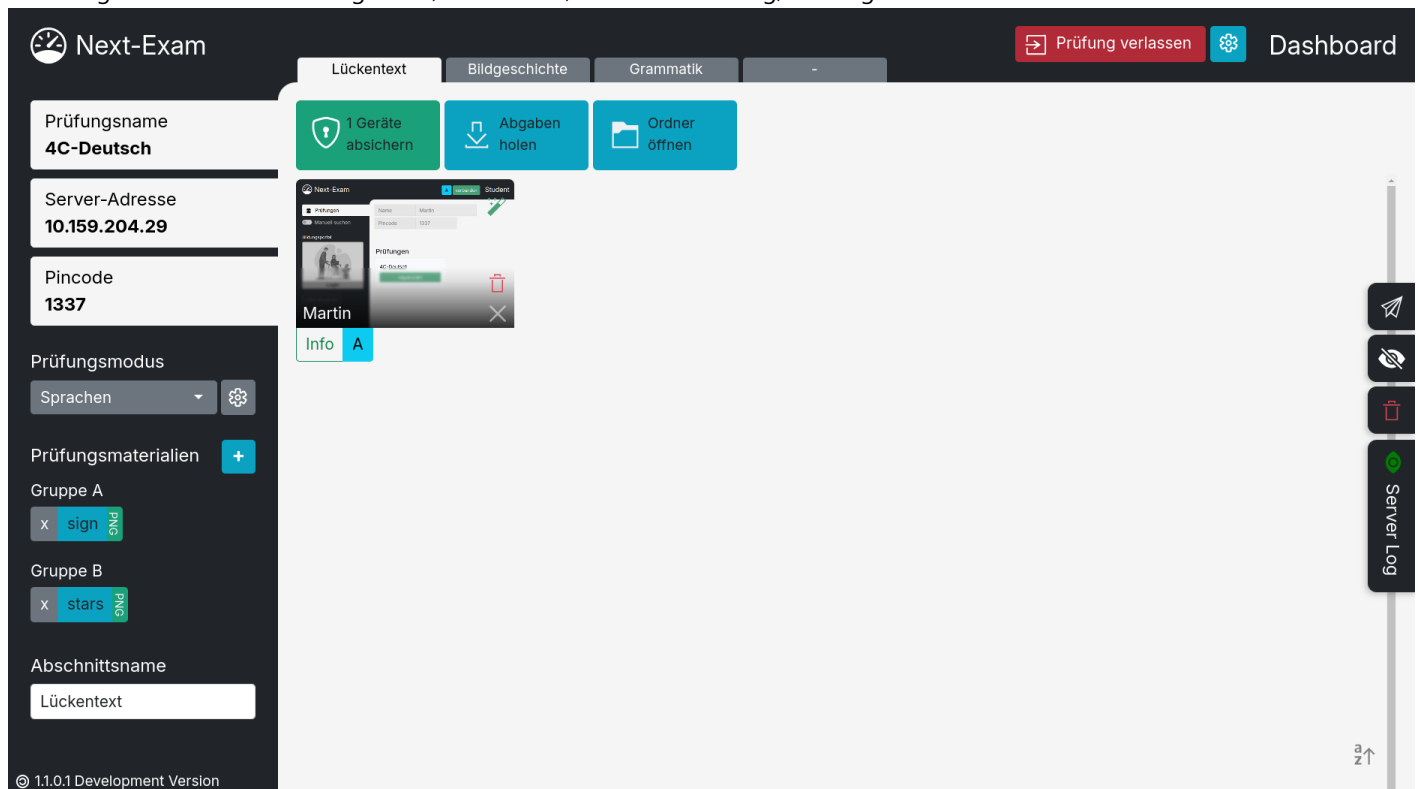 Next-Exam
Prüfung verlassen
Dashboard
Lückentext
Bildgeschichte
Grammatik
-
Prüfungsname
4C-Deutsch
Server-Adresse
10.159.204.29
Pincode
1337
Prüfungsmodus
Sprachen
Prüfungsmaterialien
+
Gruppe A
x sign PNG
Gruppe B
x stars PNG
Abschnittsname
Lückentext
1.1.0.1 Development Version
1 Geräte
absichern
Abgaben
holen
Ordner
öffnen
Next-Exam
A
Student
Prüfungen
Manuell suchen
Name Martin
Pincode 1337
Prüfungen
4C-Deutsch
Martin
Info A
Server Log
a
z